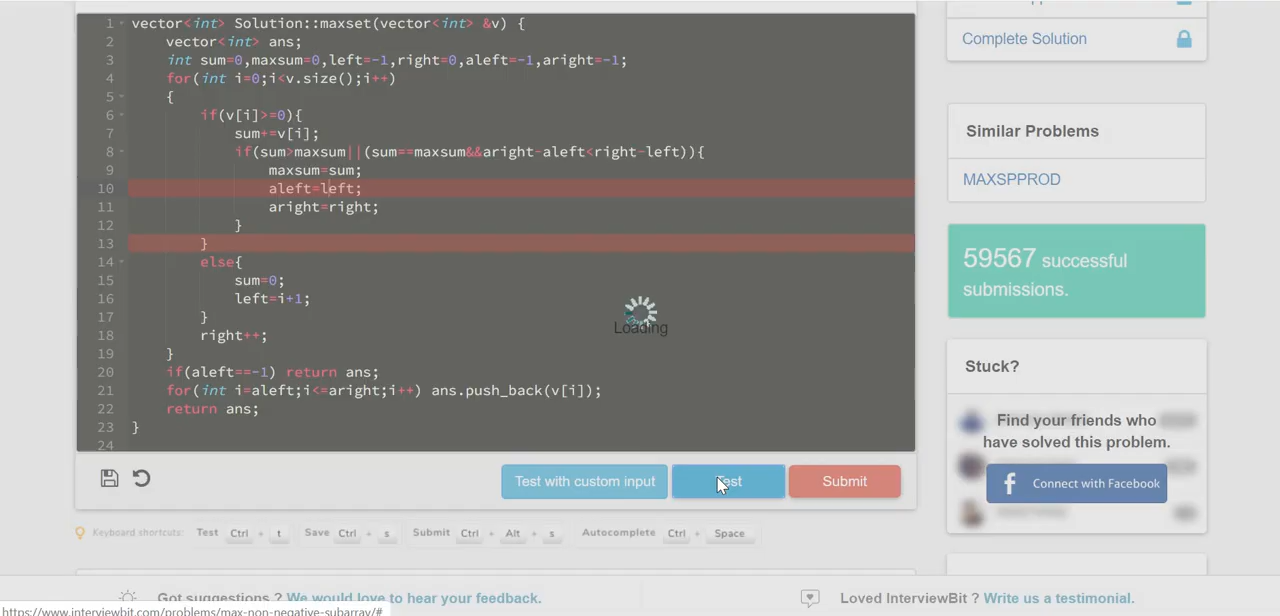 1 vector<int> Solution::maxset(vector<int> &v) {
2     vector<int> ans;
3     int sum=0,maxsum=0,left=-1,right=0,aleft=-1,aright=-1;
4     for(int i=0;i<v.size();i++)
5     {
6         if(v[i]>=0){
7             sum+=v[i];
8             if(sum>maxsum||(sum==maxsum&&aright-aleft<right-left)){
9                 maxsum=sum;
10                 aleft=left;
11                 aright=right;
12             }
13         }
14         else{
15             sum=0;
16             left=i+1;
17         }
18         right++;
19     }
20     if(aleft==-1) return ans;
21     for(int i=aleft;i<=aright;i++) ans.push_back(v[i]);
22     return ans;
23 }
24
Loading
Test with custom input
Submit
Keyboard shortcuts: Test Ctrl + t Save Ctrl + s Submit Ctrl + Alt + s Autocomplete Ctrl + Space
Complete Solution
Similar Problems
MAXSPPROD
59567 successful
submissions.
Stuck?
Find your friends who
have solved this problem.
f Connect with Facebook
Got suggestions ? We would love to hear your feedback.
Loved InterviewBit ? Write us a testimonial.
https://www.interviewbit.com/problems/max-non-negative-subarray/#